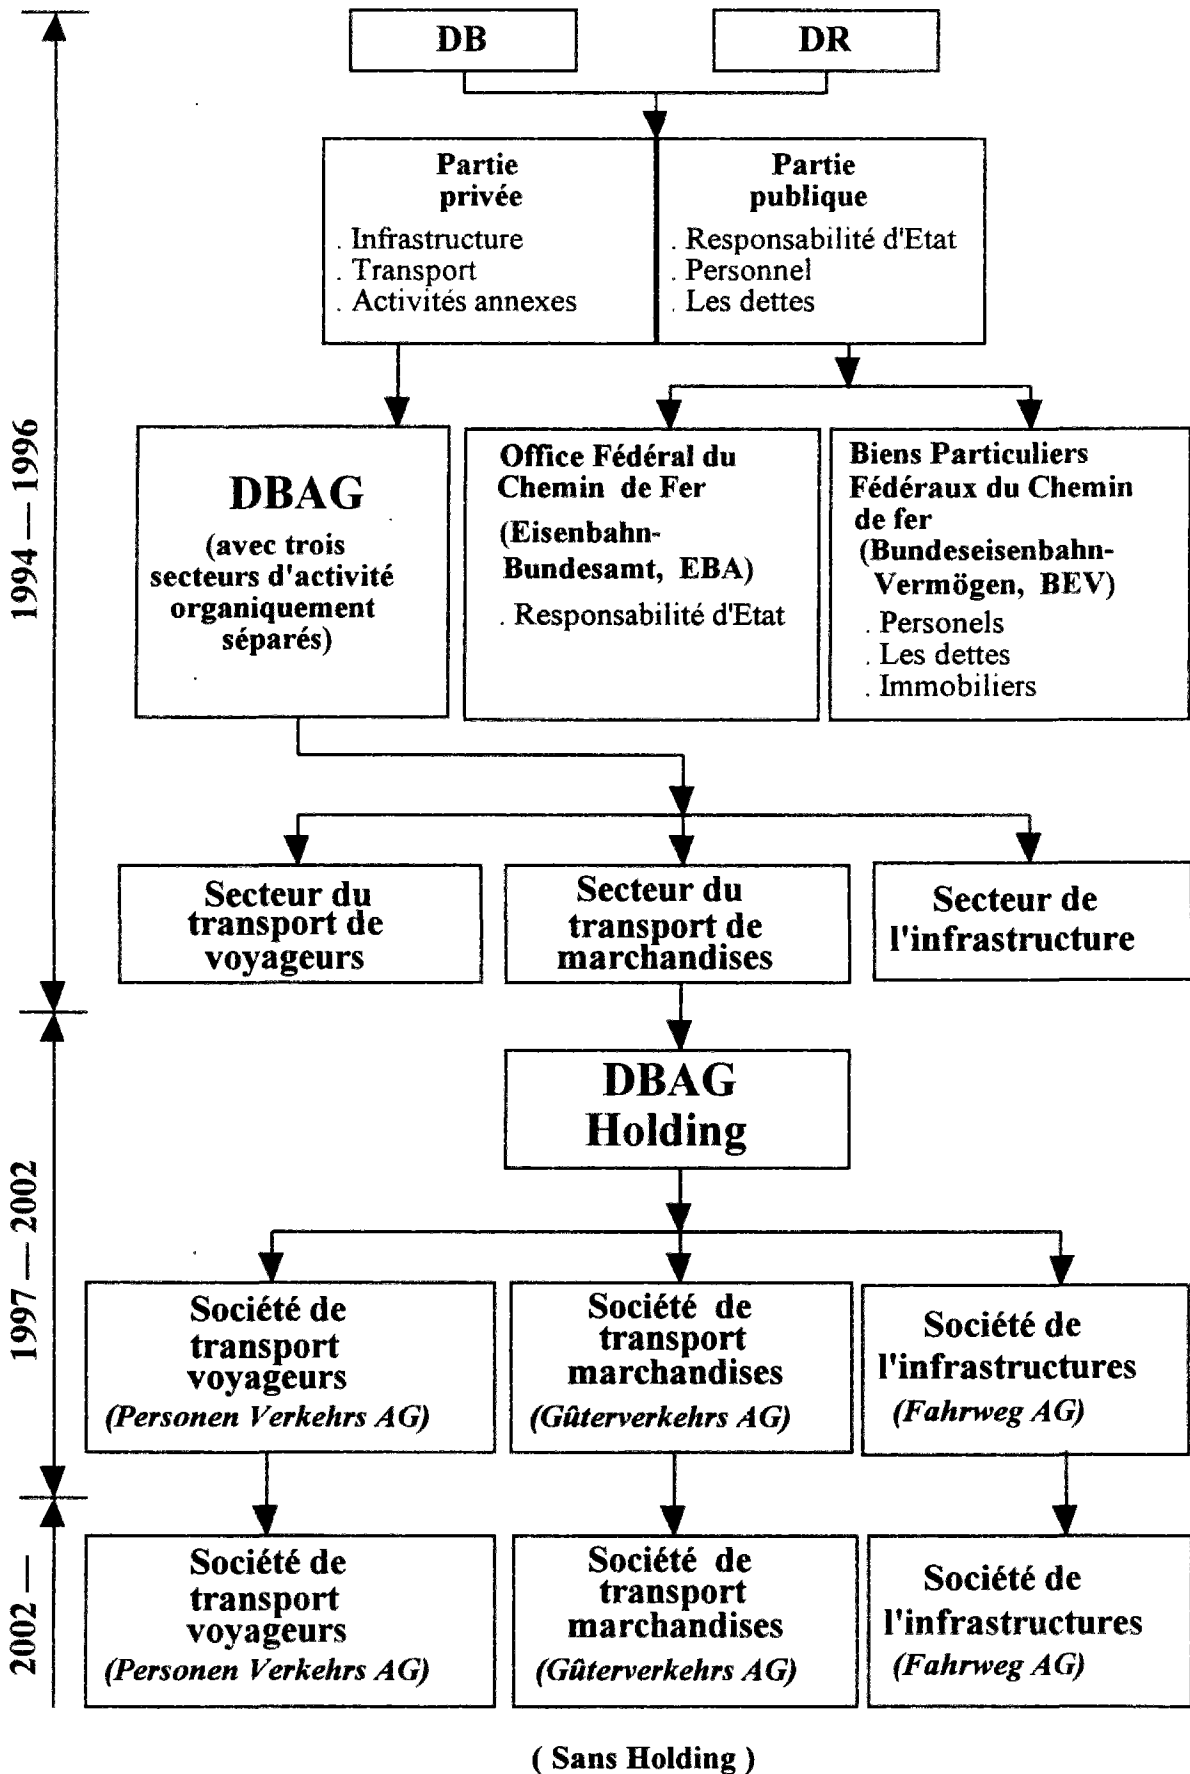 DB
DR
Partie
privée
. Infrastructure
. Transport
. Activités annexes
Partie
publique
. Responsabilité d'Etat
. Personnel
. Les dettes
1994 — 1996
DBAG
(avec trois
secteurs d'activité
organiquement
séparés)
Office Fédéral du
Chemin de Fer
(Eisenbahn-
Bundesamt, EBA)
. Responsabilité d'Etat
Biens Particuliers
Fédéraux du Chemin
de fer
(Bundeseisenbahn-
Vermögen, BEV)
. Personels
. Les dettes
. Immobiliers
Secteur du
transport de
voyageurs
Secteur du
transport de
marchandises
Secteur de
l'infrastructure
1997 — 2002
DBAG
Holding
Société de
transport
voyageurs
(Personen Verkehrs AG)
Société de
transport
marchandises
(Gûterverkehrs AG)
Société de
l'infrastructures
(Fahrweg AG)
2002 —
Société de
transport
voyageurs
(Personen Verkehrs AG)
Société de
transport
marchandises
(Gûterverkehrs AG)
Société de
l'infrastructures
(Fahrweg AG)
( Sans Holding )